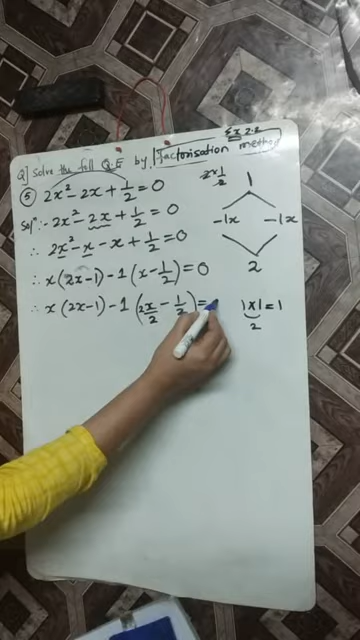 Ex 2.2
Q] Solve the foll Q.E by Factorisation method
⑤ 2x² - 2x + 1/2 = 0
Solⁿ:- 2x² - 2x + 1/2 = 0
∴ 2x² - x - x + 1/2 = 0
∴ x(2x-1) - 1(x - 1/2) = 0
∴ x(2x-1) - 1(2x/2 - 1/2) =
2 x 1/2
1
-1x -1x
2
1x1 = 1
2